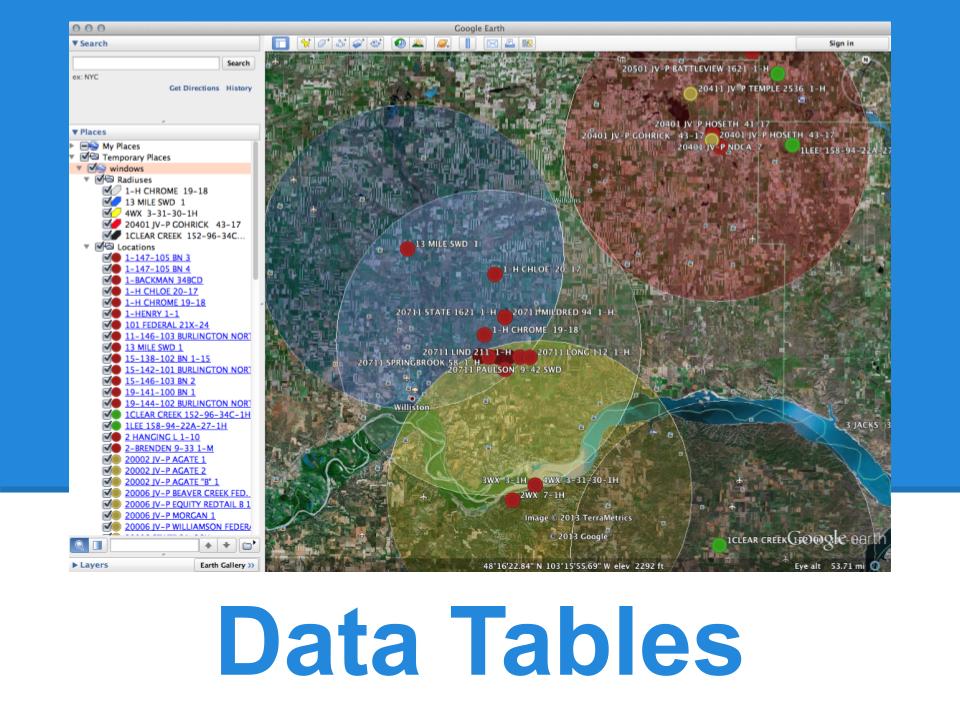 Google Earth
Search
Search
ex: NYC
Get Directions History
Places
My Places
Temporary Places
windows
Radiuses
1-H CHROME 19-18
13 MILE SWD 1
4WX 3-31-30-1H
20401 JV-P GOHRICK 43-17
1CLEAR CREEK 152-96-34C...
Locations
1-147-105 BN 3
1-147-105 BN 4
1-BACKMAN 34BCD
1-H CHLOE 20-17
1-H CHROME 19-18
1-HENRY 1-1
101 FEDERAL 21X-24
11-146-103 BURLINGTON NORT
13 MILE SWD 1
15-138-102 BN 1-15
15-142-101 BURLINGTON NORT
15-146-103 BN 2
19-141-100 BN 1
19-144-102 BURLINGTON NORT
1CLEAR CREEK 152-96-34C-1H
1LEE 158-94-22A-27-1H
2 HANGING L 1-10
2-BRENDEN 9-33 1-M
20002 JV-P AGATE 1
20002 JV-P AGATE 2
20002 JV-P AGATE "B" 1
20006 JV-P BEAVER CREEK FED.
20006 JV-P EQUITY REDTAIL B 1
20006 JV-P MORGAN 1
20006 JV-P WILLIAMSON FEDERA
Layers
Earth Gallery >>
Sign in
N
20501 JV-P BATTLEVIEW 1621 1-H
20411 JV-P TEMPLE 2536 1-H
20401 JV-P HOSETH 41-17
20401 JV-P GOHRICK 43-17 20401 JV-P HOSETH 43-17
20401 JV-P NDCA 2
1LEE 158-94-22A-27
Williams
13 MILE SWD 1
1-H CHLOE 20-17
20711 STATE 1621 1-H 20711 MILDRED 94 1-H
1-H CHROME 19-18
20711 LIND 211 1-H 20711 LONG 112 1-H
20711 SPRINGBROOK 58 1-H
20711 PAULSON 9-42 SWD
Williston
3 JACKS
3WX 3-1H 4WX 3-31-30-1H
2WX 7-1H
Image © 2013 TerraMetrics
© 2013 Google
1CLEAR CREEK
Google earth
48°16'22.84" N 103°15'55.69" W elev 2292 ft
Eye alt 53.71 mi
Data Tables